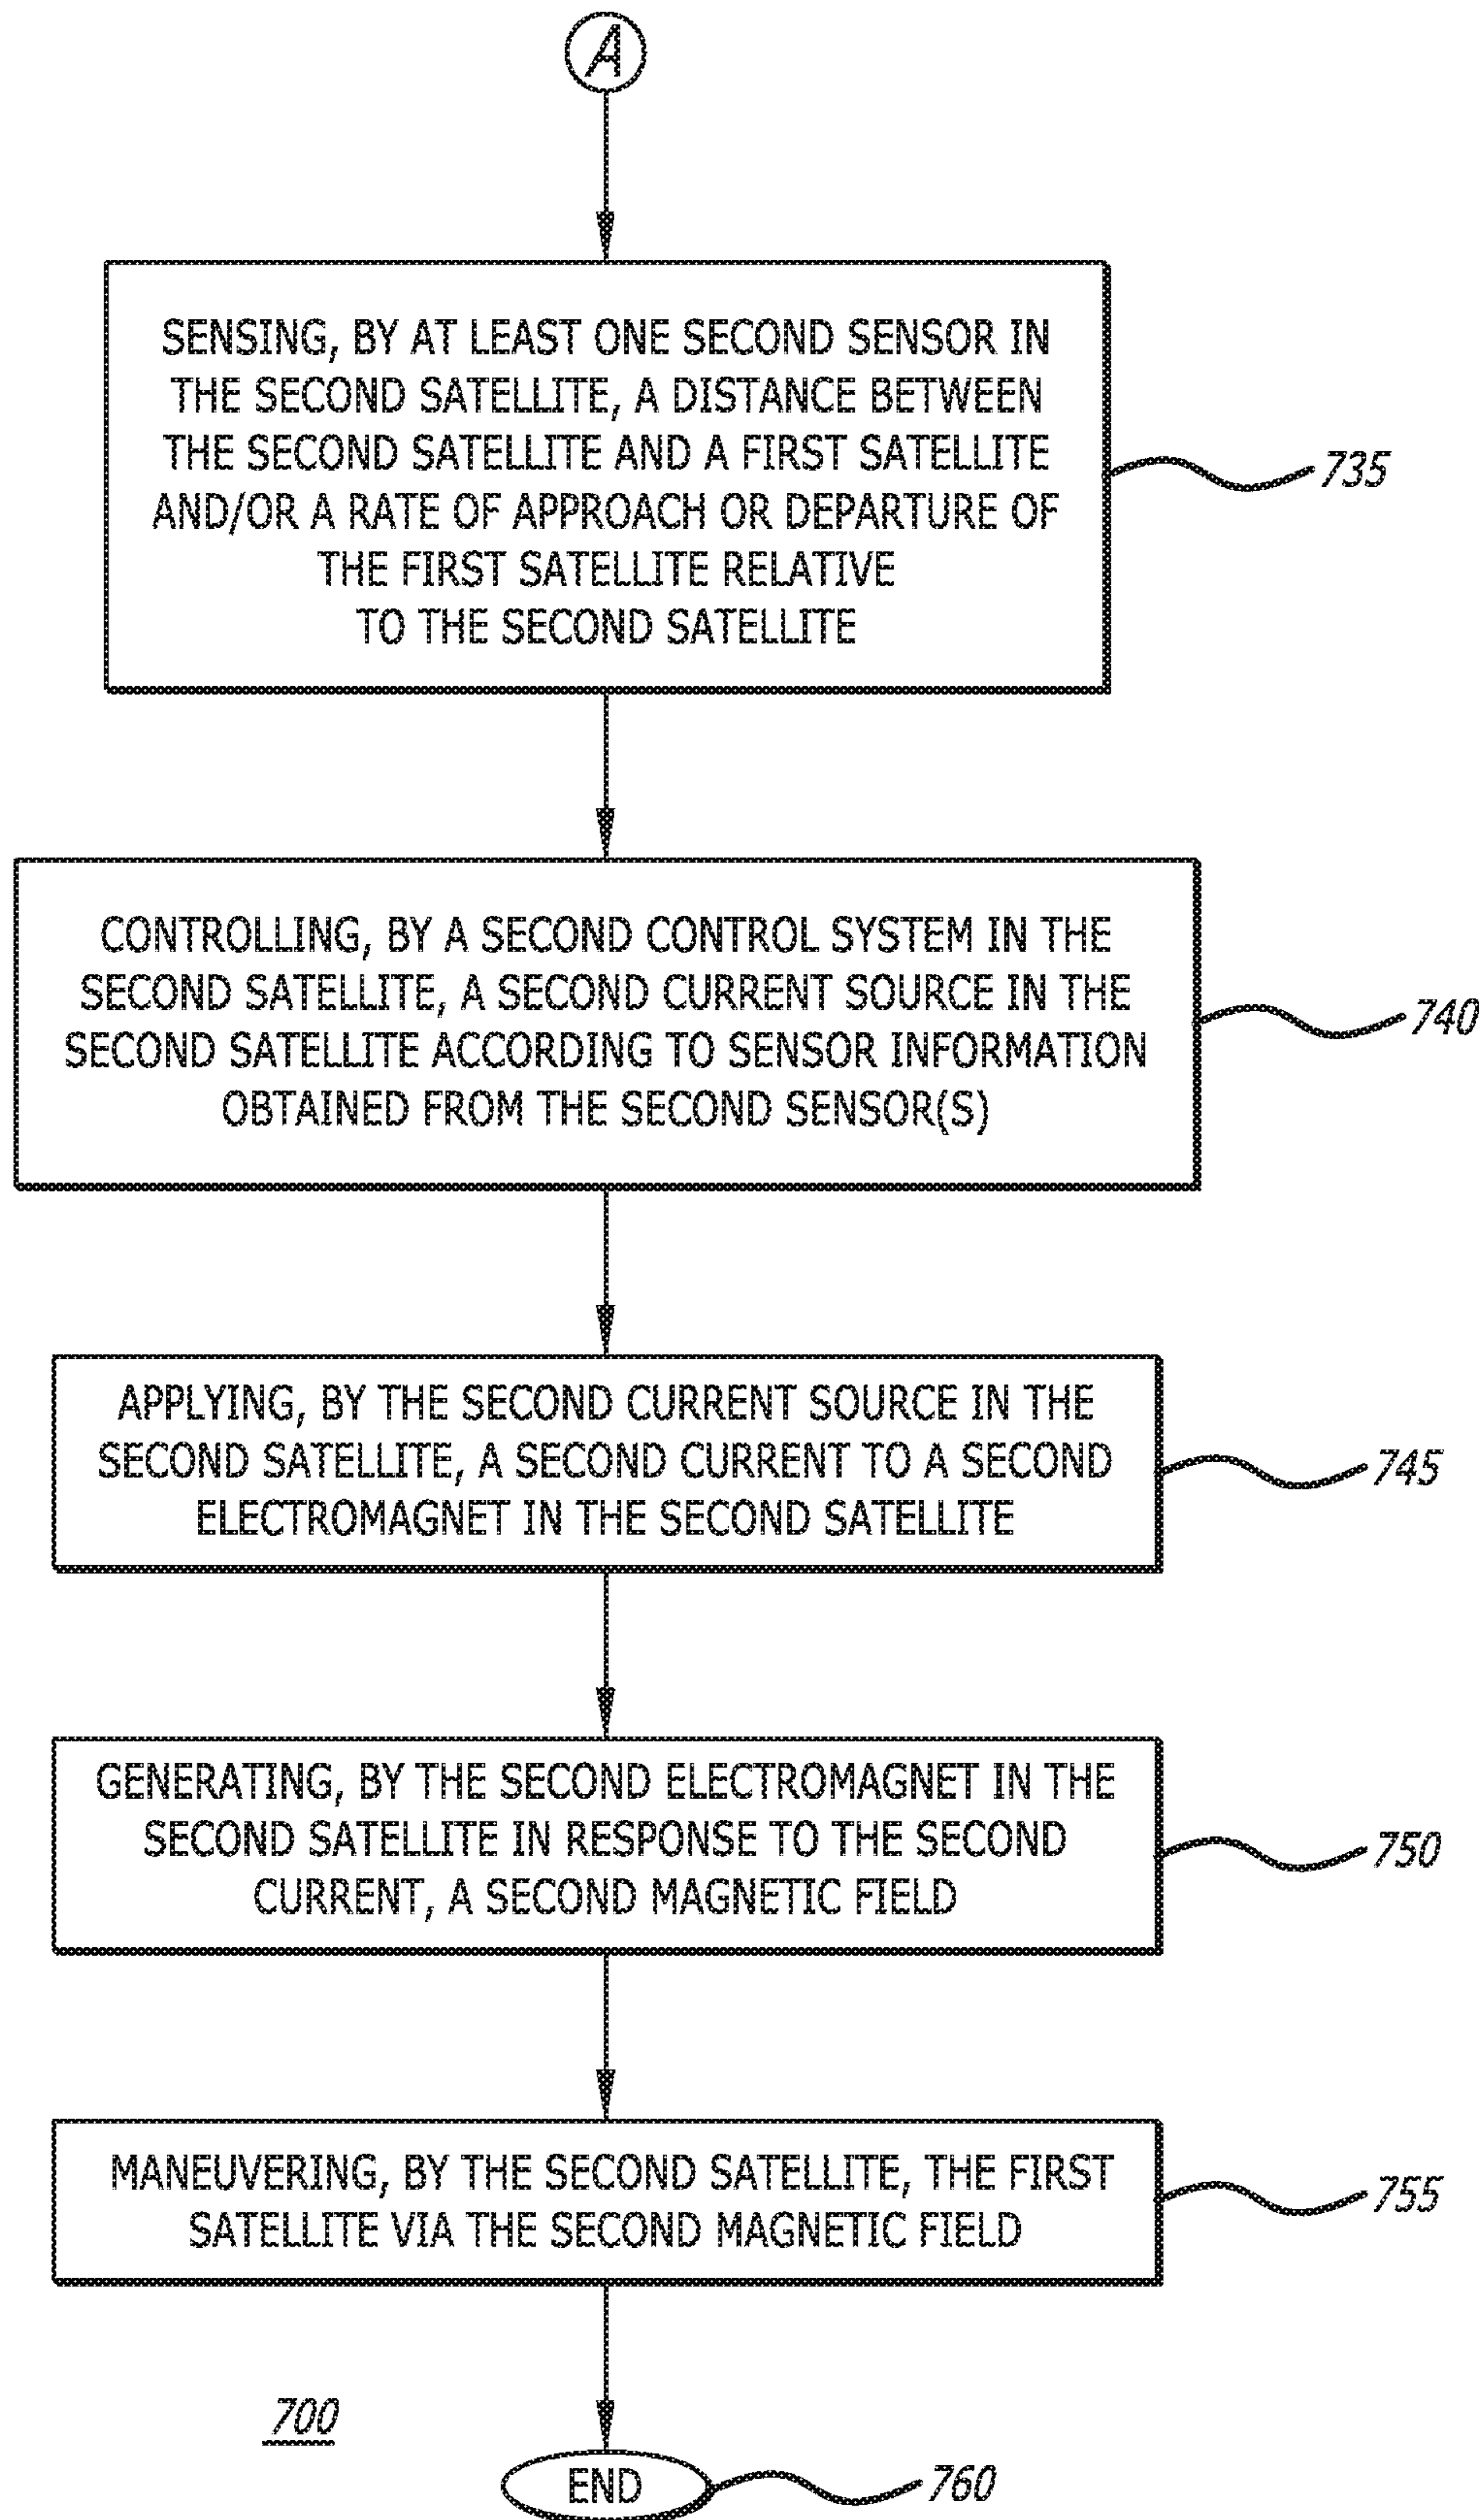 A
SENSING, BY AT LEAST ONE SECOND SENSOR IN
THE SECOND SATELLITE, A DISTANCE BETWEEN
THE SECOND SATELLITE AND A FIRST SATELLITE
AND/OR A RATE OF APPROACH OR DEPARTURE OF
THE FIRST SATELLITE RELATIVE
TO THE SECOND SATELLITE
735
CONTROLLING, BY A SECOND CONTROL SYSTEM IN THE
SECOND SATELLITE, A SECOND CURRENT SOURCE IN THE
SECOND SATELLITE ACCORDING TO SENSOR INFORMATION
OBTAINED FROM THE SECOND SENSOR(S)
740
APPLYING, BY THE SECOND CURRENT SOURCE IN THE
SECOND SATELLITE, A SECOND CURRENT TO A SECOND
ELECTROMAGNET IN THE SECOND SATELLITE
745
GENERATING, BY THE SECOND ELECTROMAGNET IN THE
SECOND SATELLITE IN RESPONSE TO THE SECOND
CURRENT, A SECOND MAGNETIC FIELD
750
MANEUVERING, BY THE SECOND SATELLITE, THE FIRST
SATELLITE VIA THE SECOND MAGNETIC FIELD
755
700
END
760